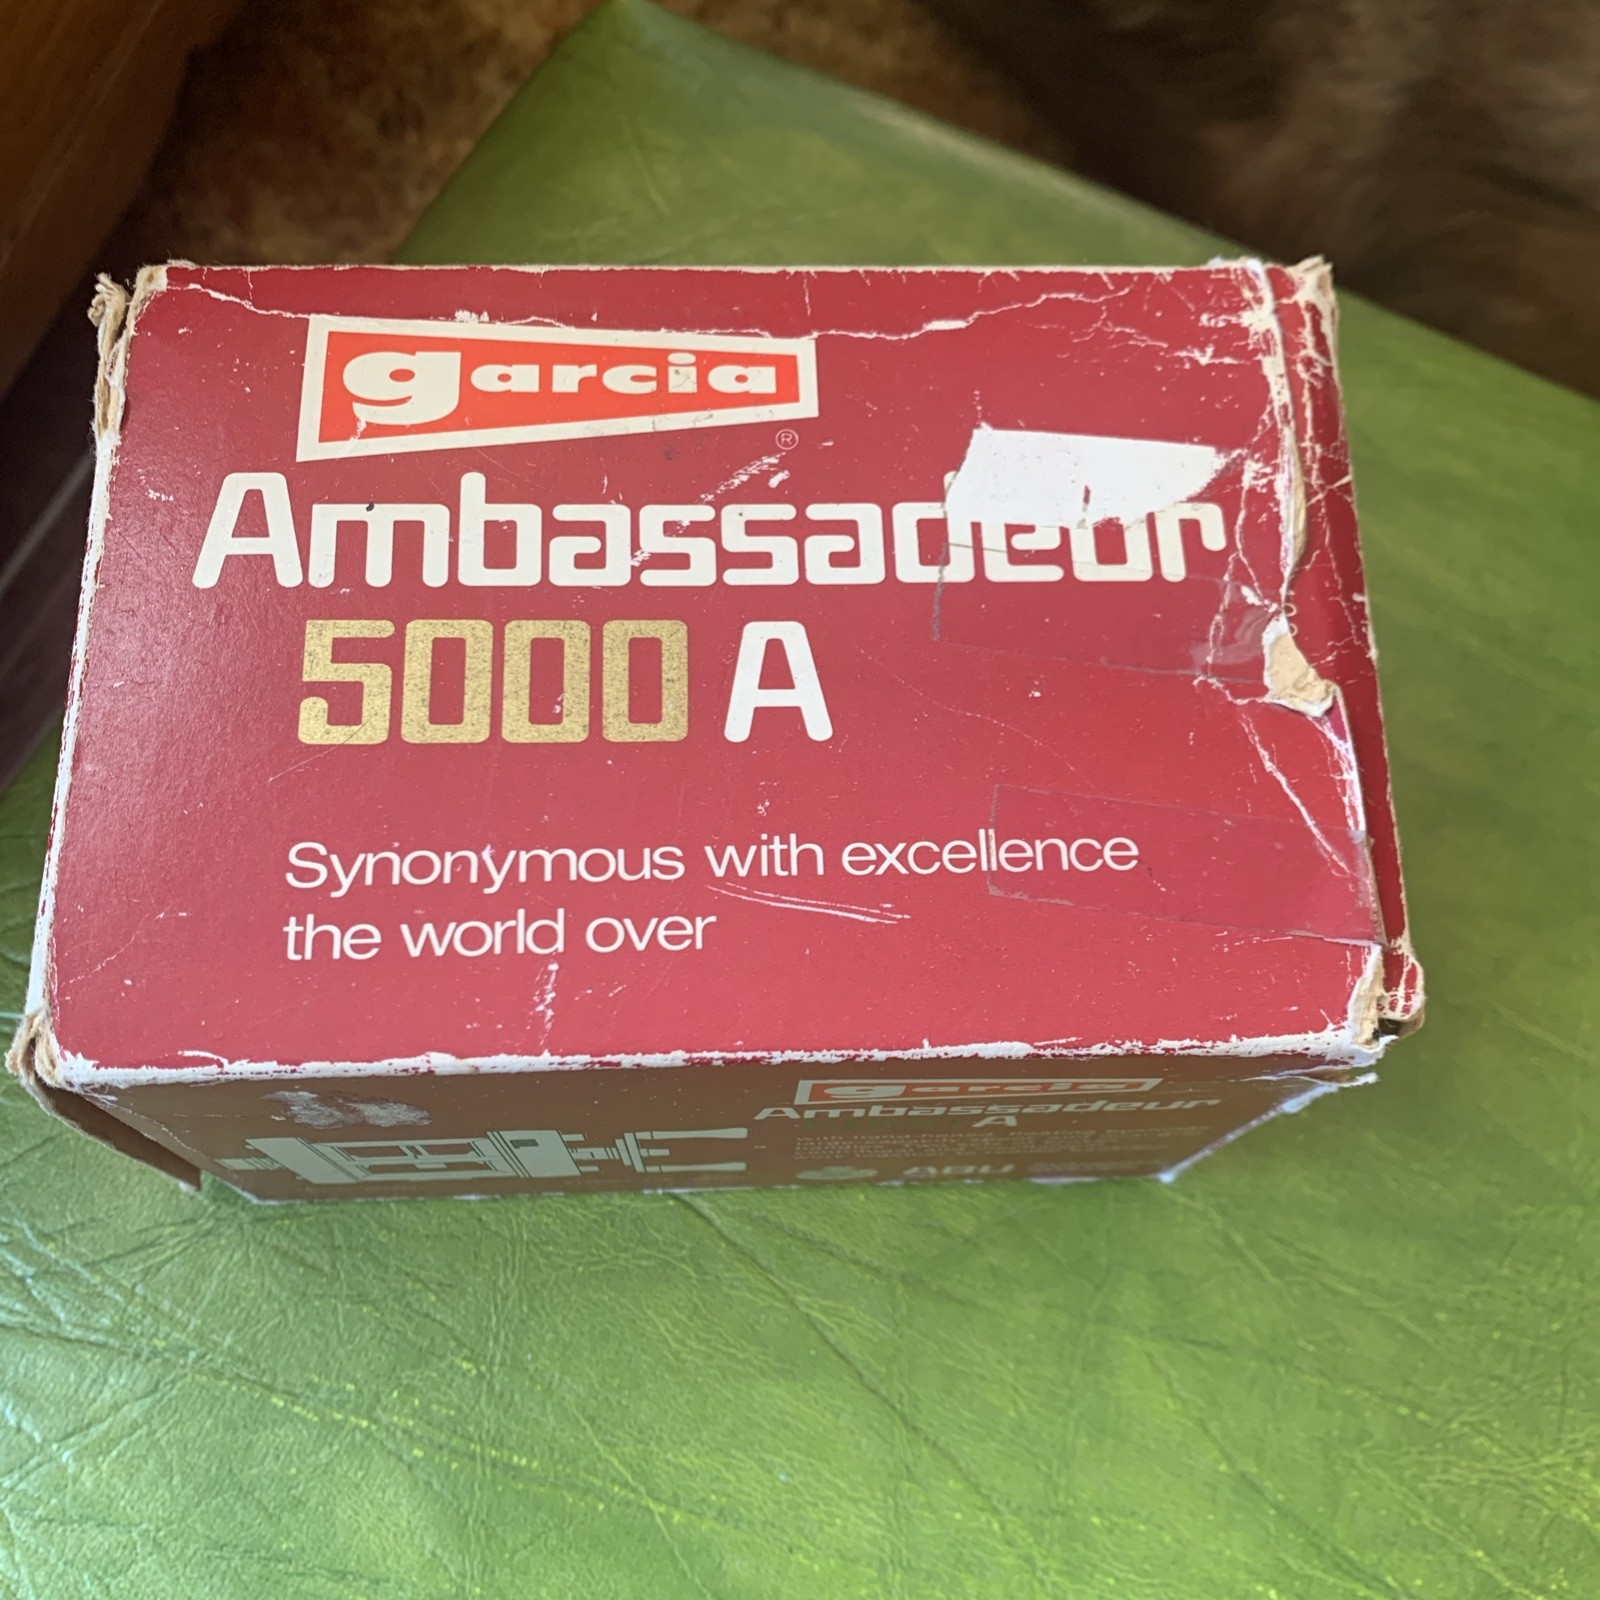 garcia
®
Ambassadeur
5000 A
Synonymous with excellence
the world over
garcia
Ambassadeur
A
ABU